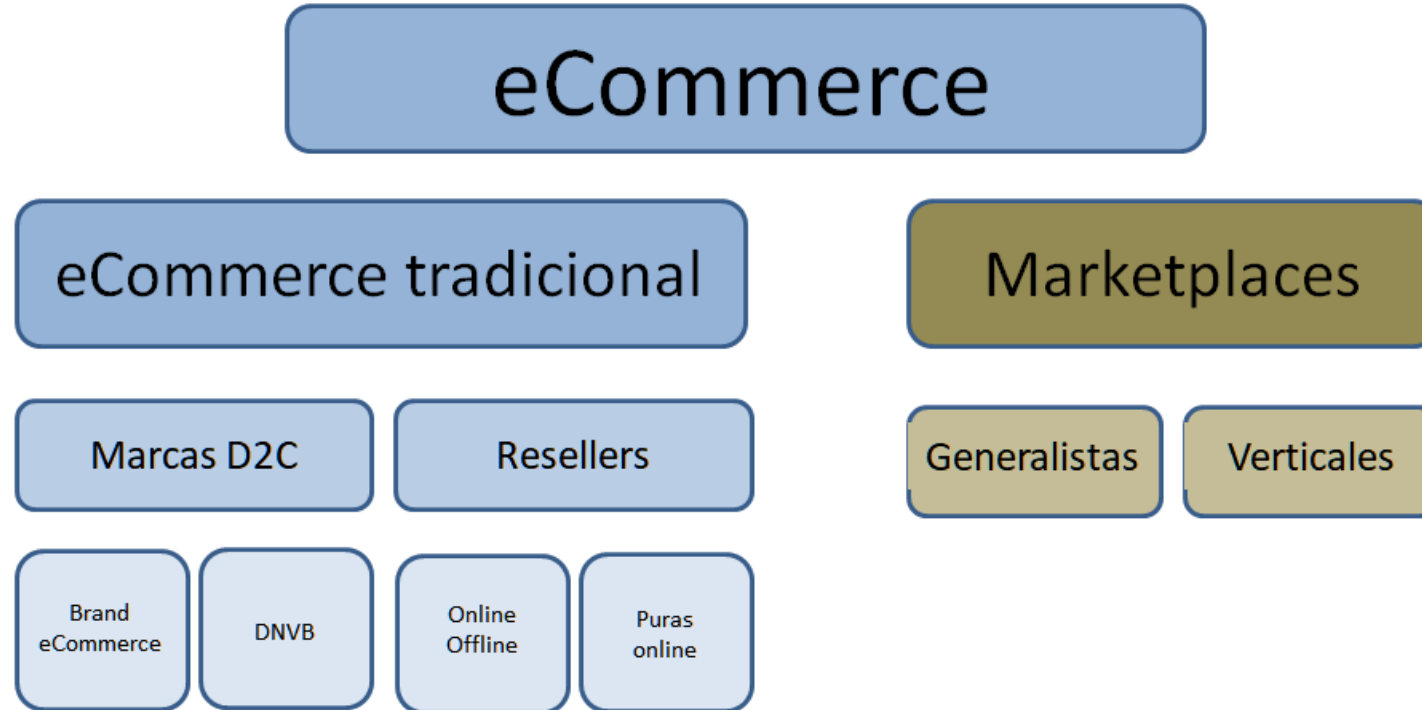 eCommerce
eCommerce tradicional
Marketplaces
Marcas D2C
Resellers
Generalistas
Verticales
Brand
eCommerce
DNVB
Online
Offline
Puras
online